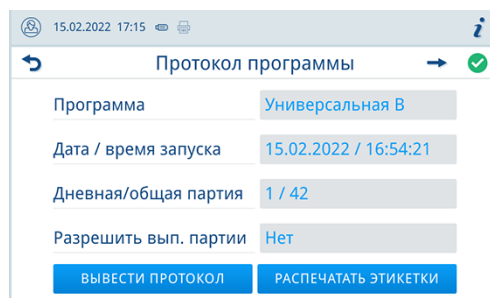 15.02.2022 17:15
i
Протокол программы
Программа Универсальная B
Дата / время запуска 15.02.2022 / 16:54:21
Дневная/общая партия 1 / 42
Разрешить вып. партии Нет
ВЫВЕСТИ ПРОТОКОЛ РАСПЕЧАТАТЬ ЭТИКЕТКИ